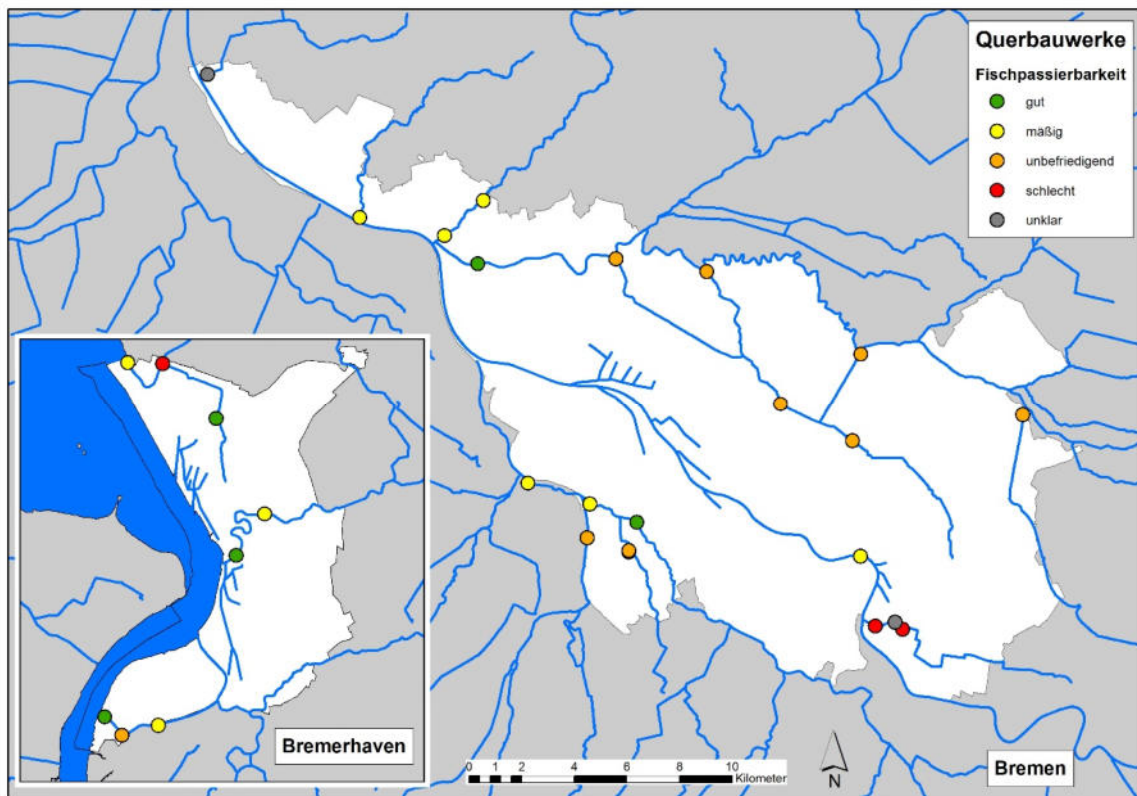 Querbauwerke
Fischpassierbarkeit
gut
mäßig
unbefriedigend
schlecht
unklar
Bremerhaven
0 1 2 4 6 8 10
Kilometer
N
Bremen